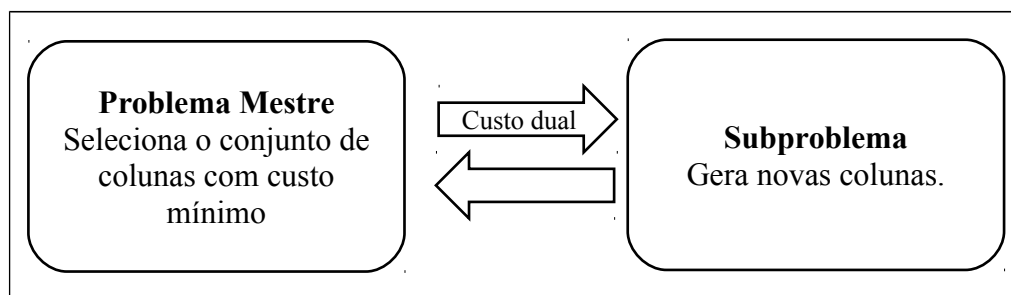 Problema Mestre
Seleciona o conjunto de
colunas com custo
mínimo
Custo dual
Subproblema
Gera novas colunas.